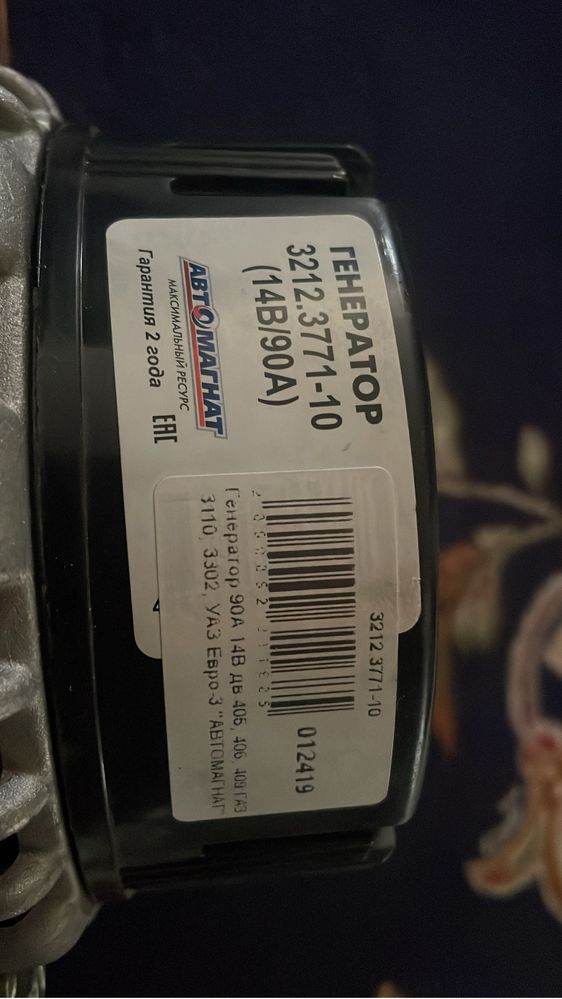 ГЕНЕРАТОР
3212.3771-10
(14В/90А)
АВТОМАГНАТ
МАКСИМАЛЬНЫЙ РЕСУРС
Гарантия 2 года
ЕАС
3212 3771-10
012419
Генератор 90А 14В дв 405, 406, 409 ГАЗ
3110, 3302, УАЗ Евро-3 "АВТОМАГНАТ"